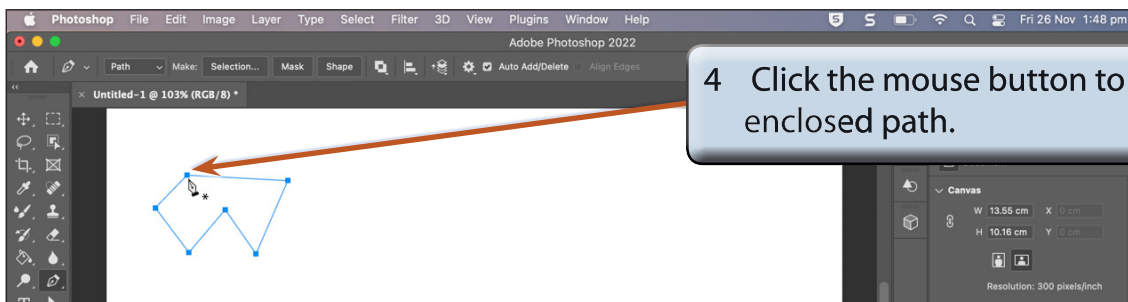 Photoshop File Edit Image Layer Type Select Filter 3D View Plugins Window Help S S Fri 26 Nov 1:48 pm
Adobe Photoshop 2022
Path Make: Selection... Mask Shape Auto Add/Delete Align Edges
× Untitled-1 @ 103% (RGB/8) *
4 Click the mouse button to
enclosed path.
Canvas
W 13.55 cm X 0 cm
H 10.16 cm Y 0 cm
Resolution: 300 pixels/inch